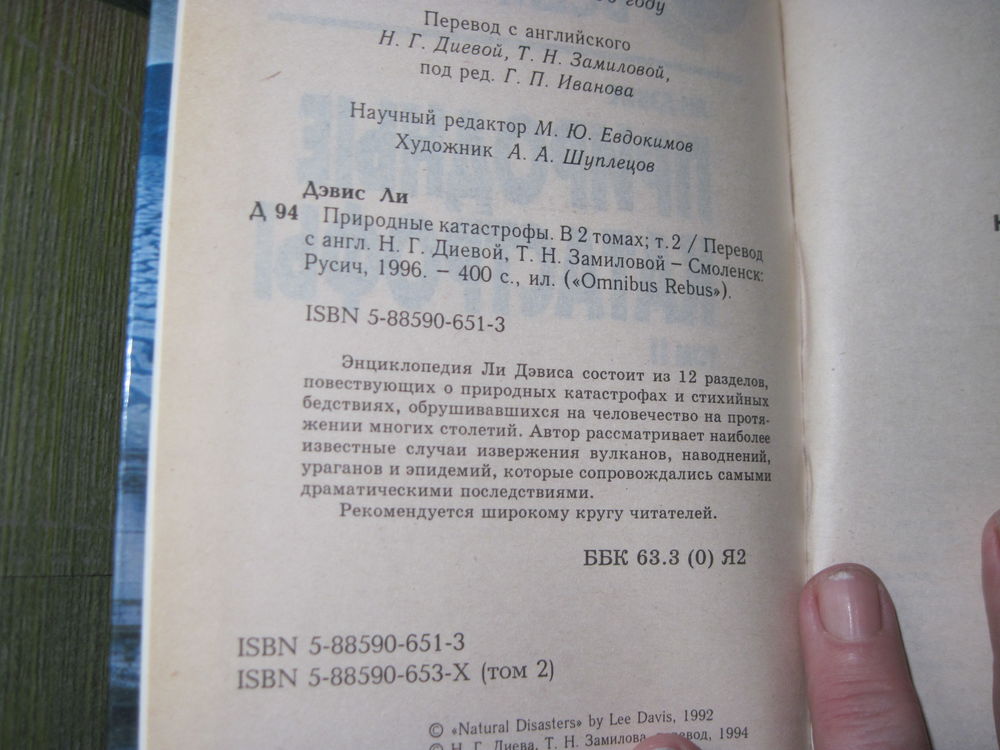 году
Перевод с английского
Н. Г. Диевой, Т. Н. Замиловой,
под ред. Г. П. Иванова
Научный редактор М. Ю. Евдокимов
Художник А. А. Шуплецов
Дэвис Ли
Д 94 Природные катастрофы. В 2 томах; т. 2 / Перевод
с англ. Н. Г. Диевой, Т. Н. Замиловой – Смоленск:
Русич, 1996. – 400 с., ил. («Omnibus Rebus»).
ISBN 5-88590-651-3
Энциклопедия Ли Дэвиса состоит из 12 разделов,
повествующих о природных катастрофах и стихийных
бедствиях, обрушивавшихся на человечество на протя-
жении многих столетий. Автор рассматривает наиболее
известные случаи извержения вулканов, наводнений,
ураганов и эпидемий, которые сопровождались самыми
драматическими последствиями.
Рекомендуется широкому кругу читателей.
ББК 63.3 (0) Я2
ISBN 5-88590-651-3
ISBN 5-88590-653-X (том 2)
© «Natural Disasters» by Lee Davis, 1992
© Н. Г. Диева, Т. Н. Замилова, 1994